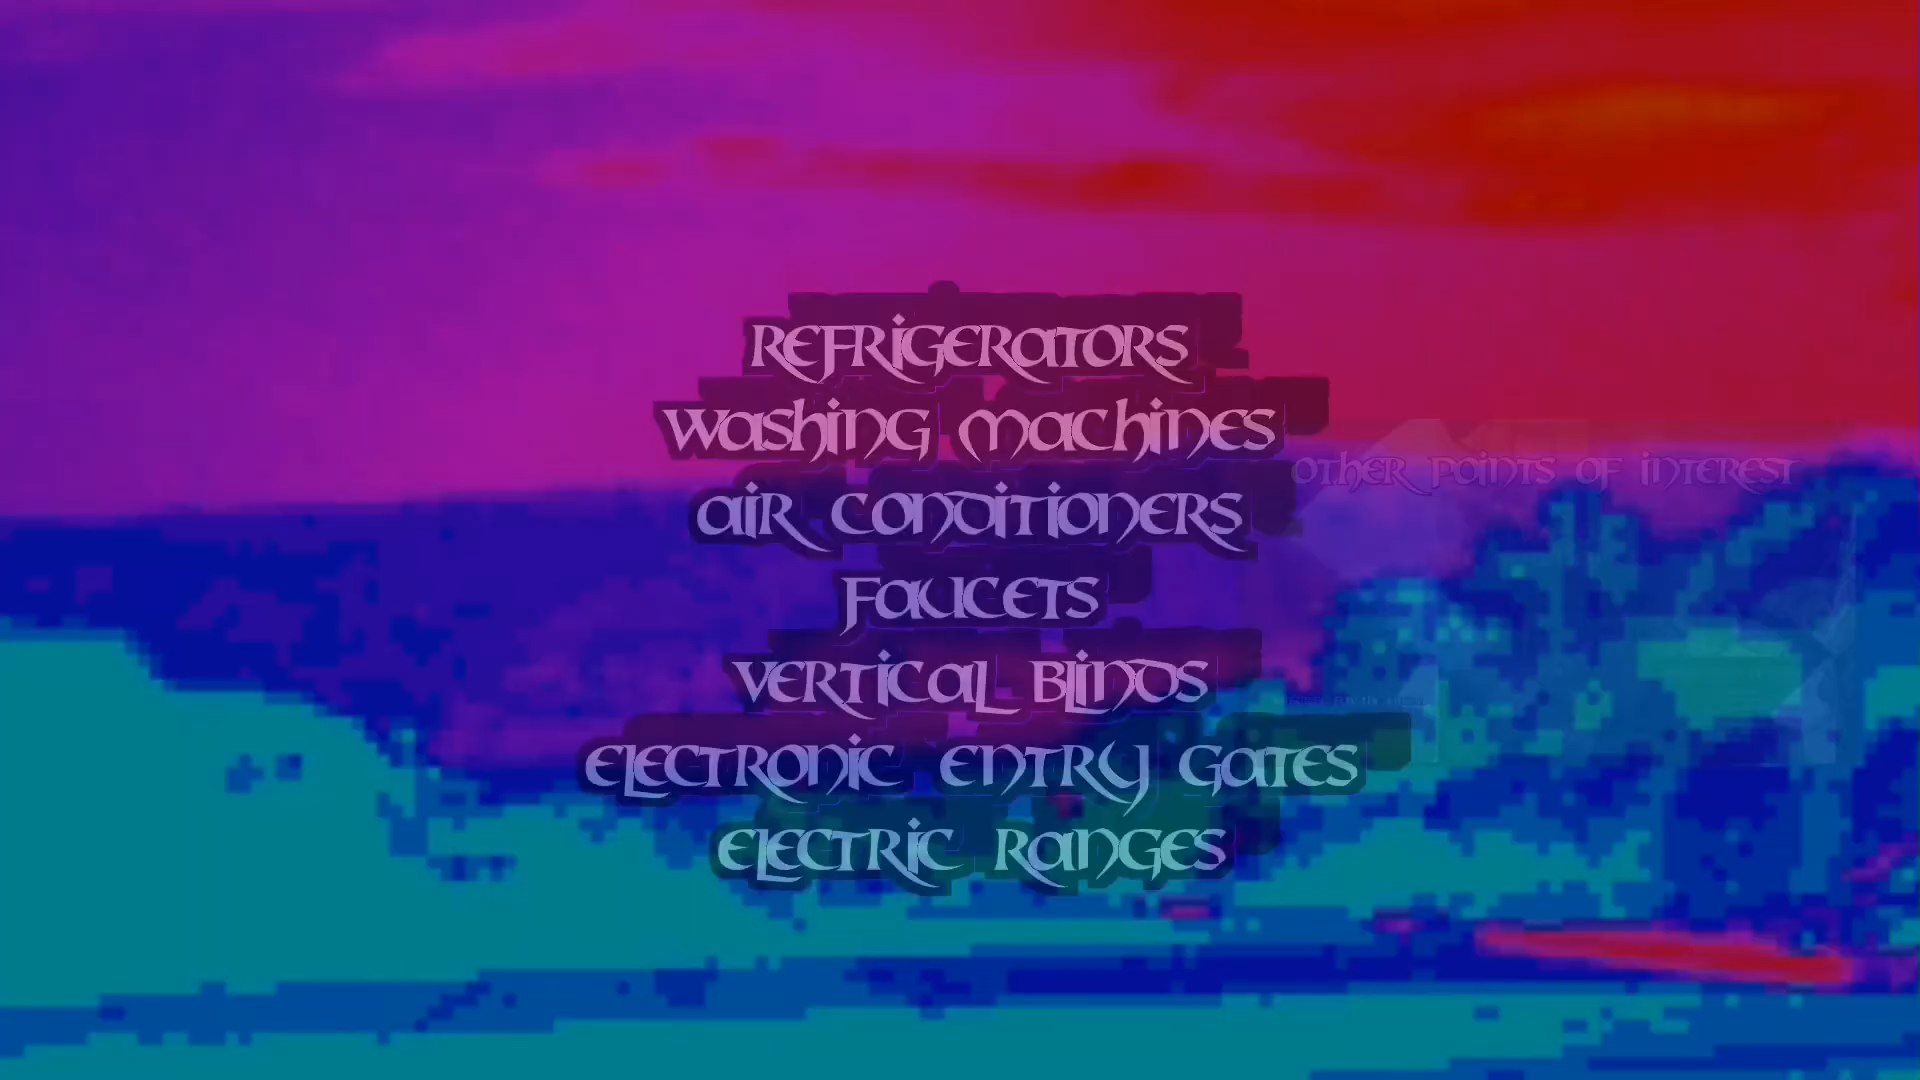 REFRIGERATORS
WASHING MACHINES
OTHER POINTS OF INTEREST
AIR CONDITIONERS
FAUCETS
VERTICAL BLINDS
ELECTRONIC ENTRY GATES
ELECTRIC RANGES